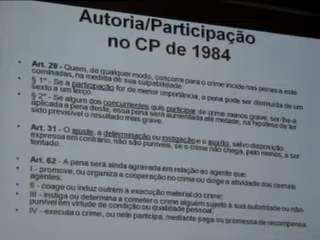 Autoria/Participação
no CP de 1984
Art. 29 - Quem, de qualquer modo, concorre para o crime incide nas penas a este
cominadas, na medida de sua culpabilidade.
§ 1º - Se a participação for de menor importância, a pena pode ser diminuída de um
sexto a um terço.
§ 2º - Se algum dos concorrentes quis participar de crime menos grave, ser-lhe-á
aplicada a pena deste; essa pena será aumentada até metade, na hipótese de ter
sido previsível o resultado mais grave.
Art. 31 - O ajuste, a determinação ou instigação e o auxílio, salvo disposição
expressa em contrário, não são puníveis, se o crime não chega, pelo menos, a ser
tentado.
Art. 62 - A pena será ainda agravada em relação ao agente que:
I - promove, ou organiza a cooperação no crime ou dirige a atividade dos demais
agentes;
II - coage ou induz outrem à execução material do crime;
III - instiga ou determina a cometer o crime alguém sujeito à sua autoridade ou não-
punível em virtude de condição ou qualidade pessoal;
IV - executa o crime, ou nele participa, mediante paga ou promessa de recompensa